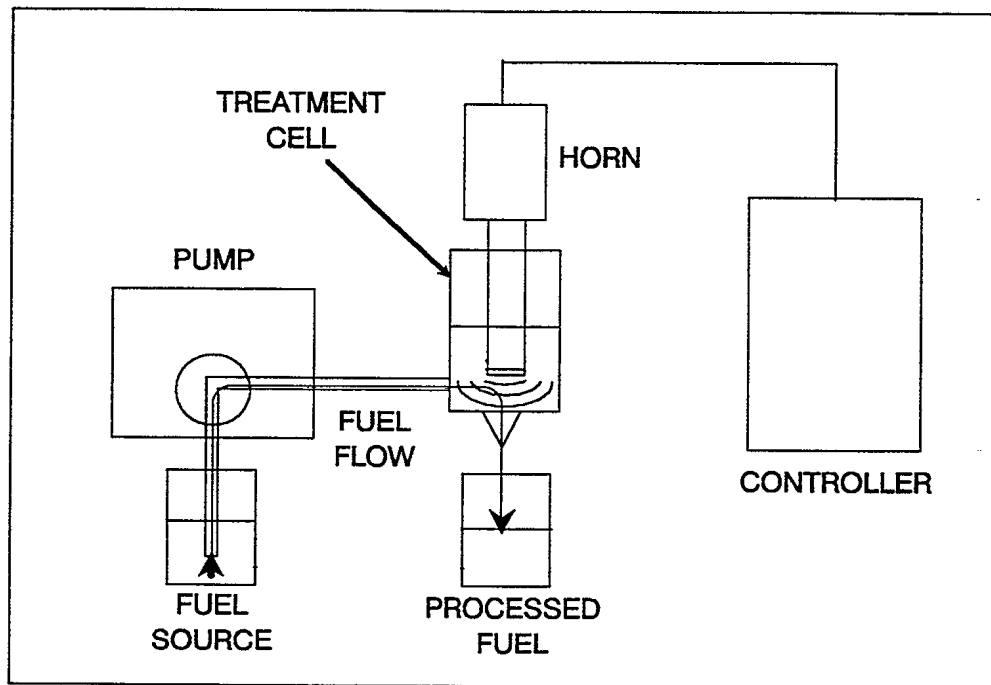 TREATMENT
CELL
HORN
PUMP
FUEL
FLOW
CONTROLLER
FUEL
SOURCE
PROCESSED
FUEL